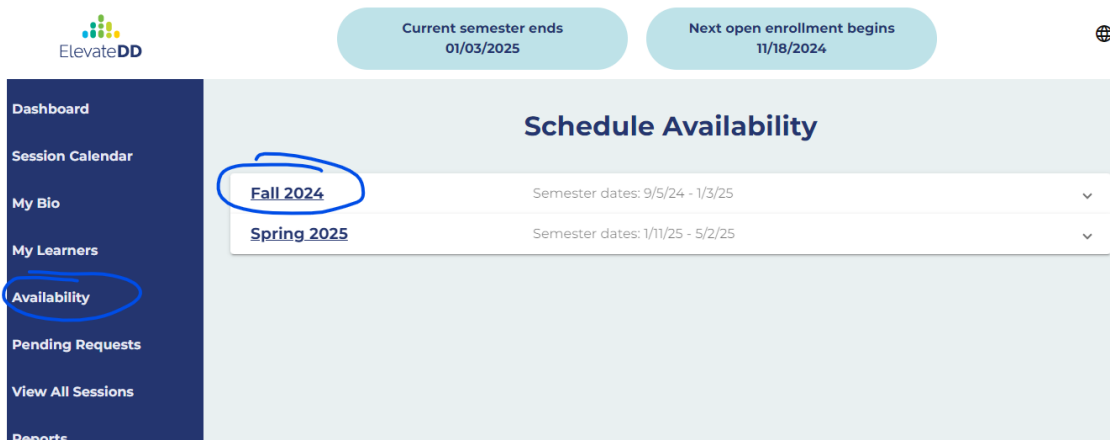 ElevateDD
Current semester ends
01/03/2025
Next open enrollment begins
11/18/2024
Dashboard
Session Calendar
My Bio
My Learners
Availability
Pending Requests
View All Sessions
Reports
Schedule Availability
Fall 2024 Semester dates: 9/5/24 - 1/3/25
Spring 2025 Semester dates: 1/11/25 - 5/2/25